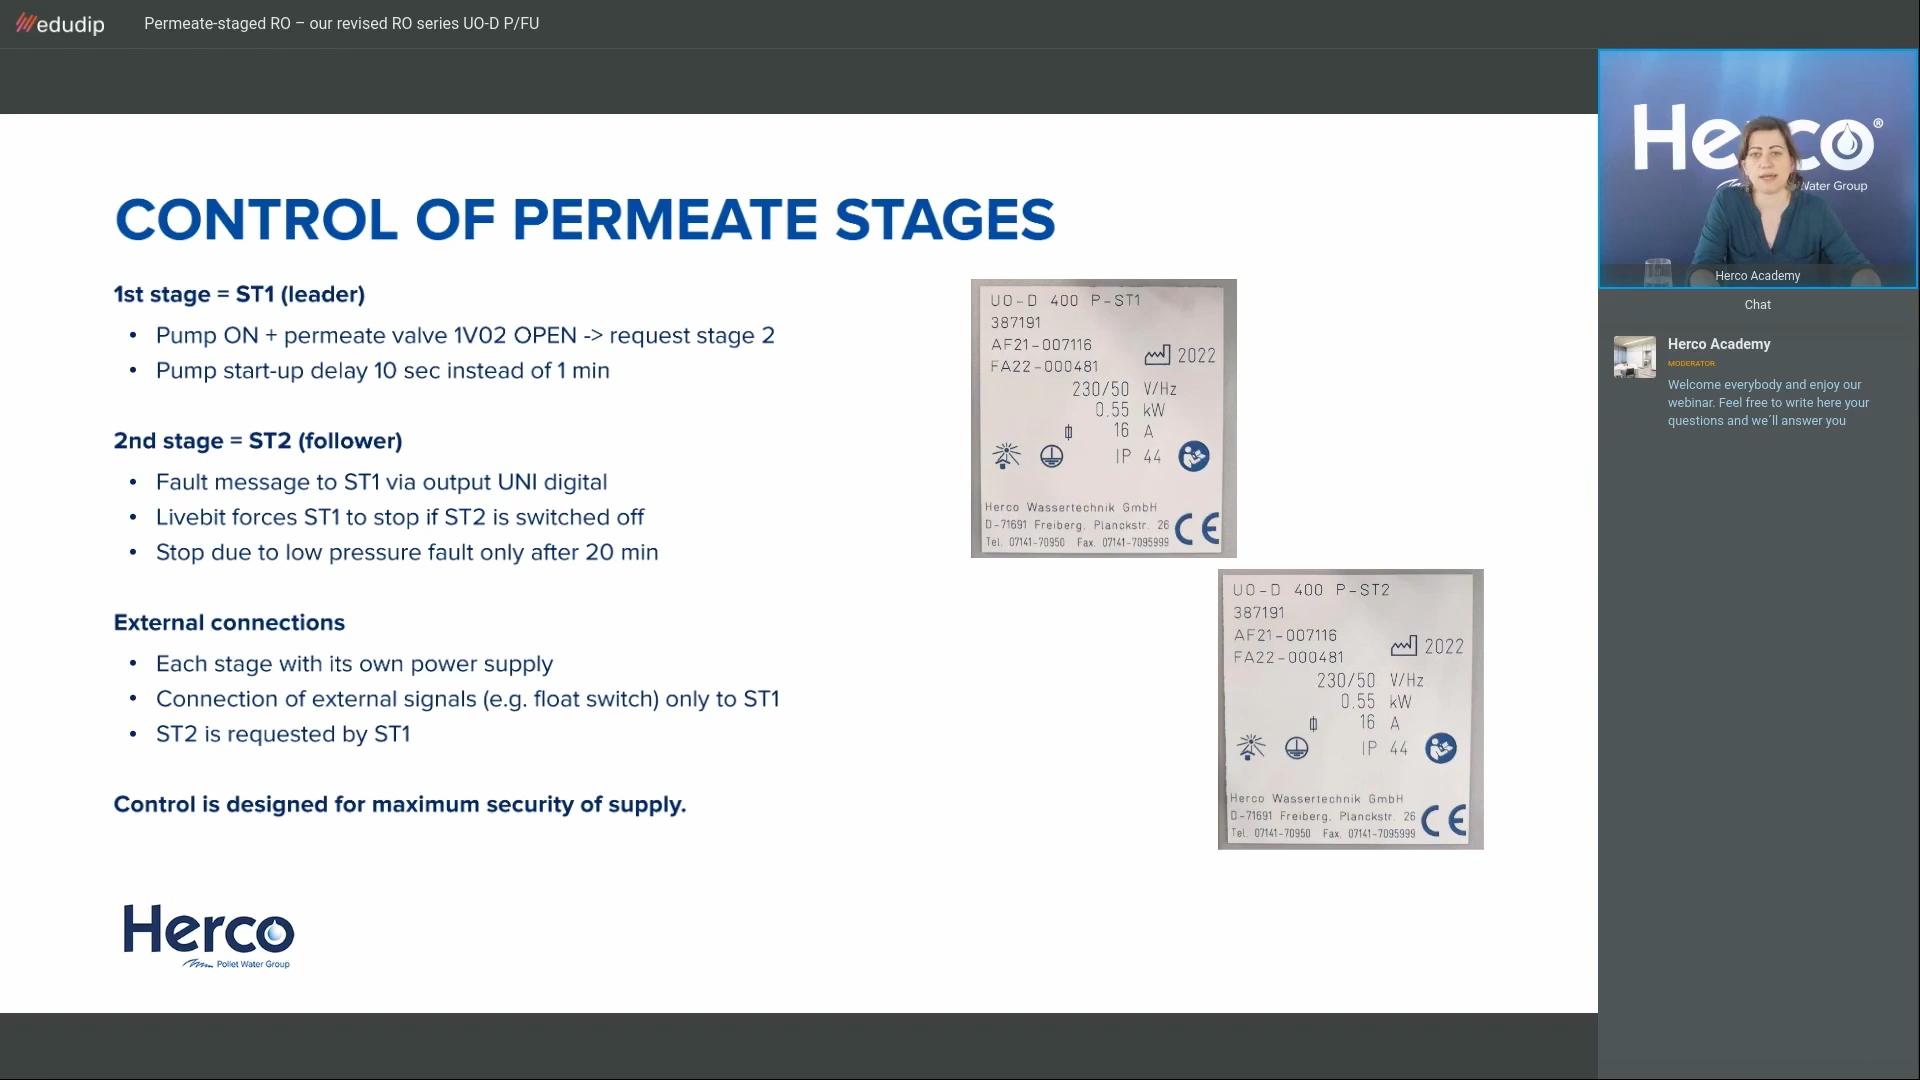 edudip
Permeate-staged RO – our revised RO series UO-D P/FU
CONTROL OF PERMEATE STAGES
1st stage = ST1 (leader)
• Pump ON + permeate valve 1V02 OPEN -> request stage 2
• Pump start-up delay 10 sec instead of 1 min
2nd stage = ST2 (follower)
• Fault message to ST1 via output UNI digital
• Livebit forces ST1 to stop if ST2 is switched off
• Stop due to low pressure fault only after 20 min
External connections
• Each stage with its own power supply
• Connection of external signals (e.g. float switch) only to ST1
• ST2 is requested by ST1
Control is designed for maximum security of supply.
Herco
Pollet Water Group
UO-D 400 P-ST1
387191
AF21-007116
FA22-000481
2022
230/50 V/Hz
0.55 kW
16 A
IP 44
Herco Wassertechnik GmbH
D-71691 Freiberg, Planckstr. 26
Tel. 07141-70950 Fax. 07141-7095999
CE
UO-D 400 P-ST2
387191
AF21-007116
FA22-000481
2022
230/50 V/Hz
0.55 kW
16 A
IP 44
Herco Wassertechnik GmbH
D-71691 Freiberg, Planckstr. 26
Tel. 07141-70950 Fax. 07141-7095999
CE
Water Group
Herco Academy
Chat
Herco Academy
MODERATOR
Welcome everybody and enjoy our
webinar. Feel free to write here your
questions and we´ll answer you